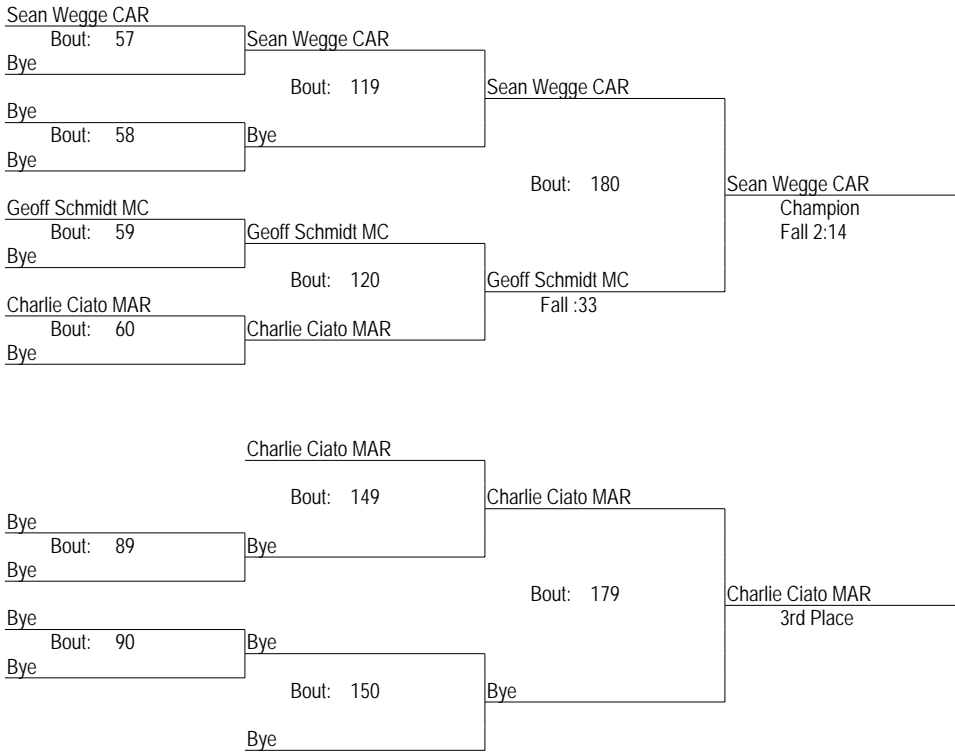 Sean Wegge CAR
Bout: 57
Sean Wegge CAR
Bye
Bout: 119
Sean Wegge CAR
Bye
Bout: 58
Bye
Bye
Bout: 180
Sean Wegge CAR
Geoff Schmidt MC
Champion
Bout: 59
Geoff Schmidt MC
Fall 2:14
Bye
Bout: 120
Geoff Schmidt MC
Charlie Ciato MAR
Fall :33
Bout: 60
Charlie Ciato MAR
Bye
Charlie Ciato MAR
Bout: 149
Charlie Ciato MAR
Bye
Bout: 89
Bye
Bye
Bout: 179
Charlie Ciato MAR
Bye
3rd Place
Bout: 90
Bye
Bye
Bout: 150
Bye
Bye